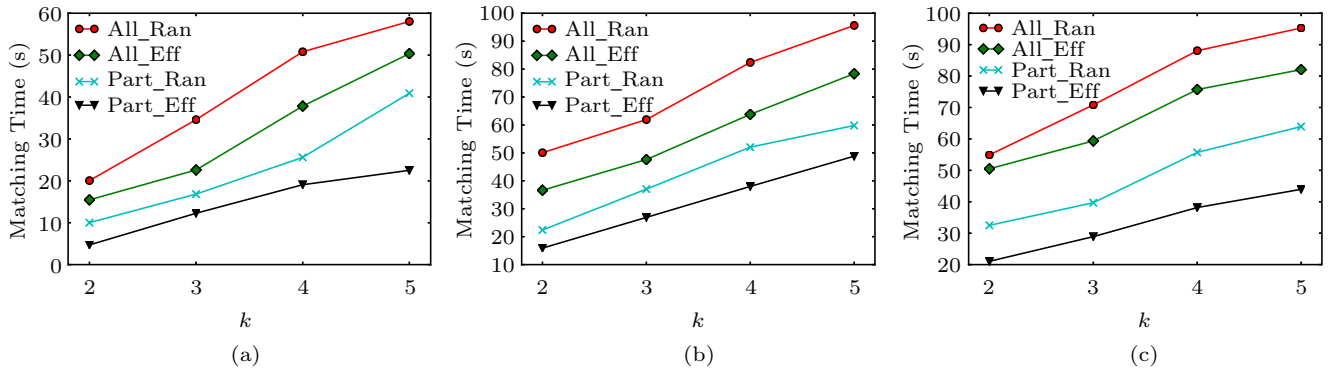 Matching Time (s)
60
50
40
30
20
10
0
All_Ran
All_Eff
Part_Ran
Part_Eff
2 3 4 5
k
(a)
Matching Time (s)
100
90
80
70
60
50
40
30
20
10
All_Ran
All_Eff
Part_Ran
Part_Eff
2 3 4 5
k
(b)
Matching Time (s)
100
90
80
70
60
50
40
30
20
All_Ran
All_Eff
Part_Ran
Part_Eff
2 3 4 5
k
(c)